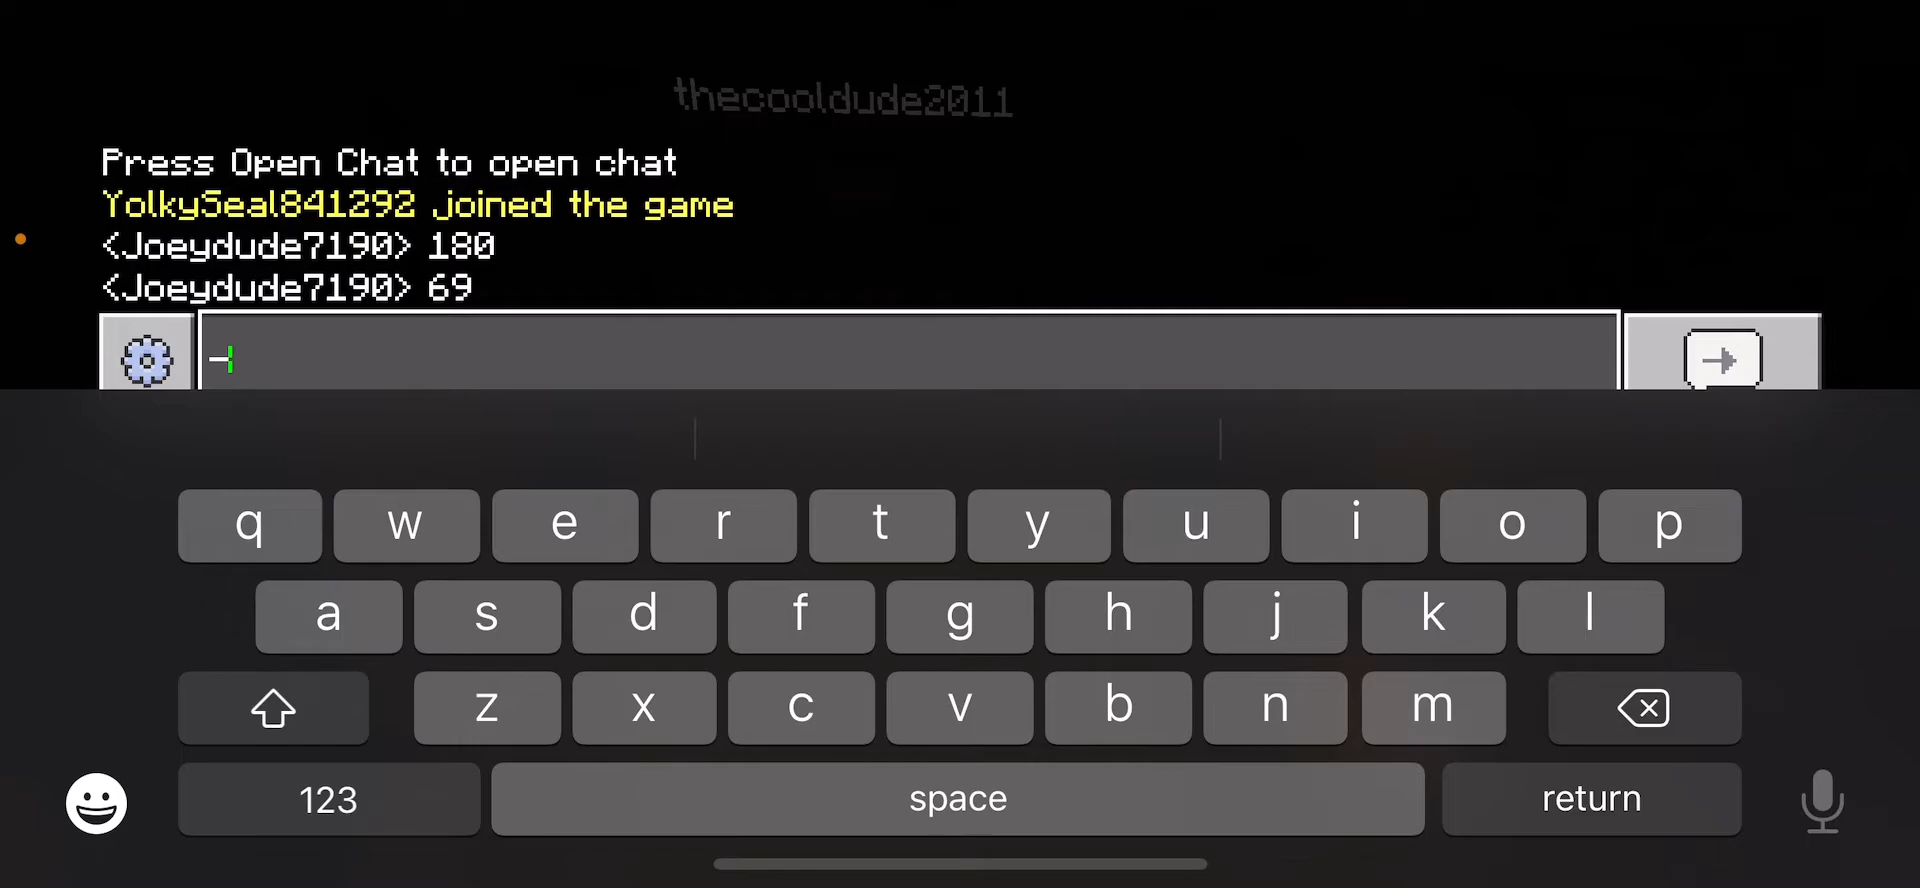 thecooldude2011
Press Open Chat to open chat
YolkySeal841292 joined the game
<Joeydude7190> 180
<Joeydude7190> 69
-
q w e r t y u i o p
a s d f g h j k l
z x c v b n m
123 space return